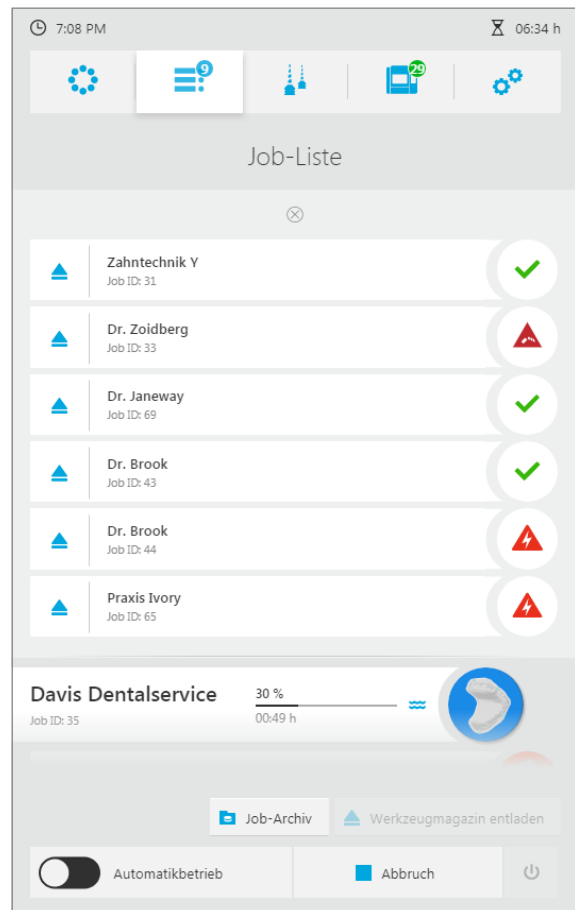 7:08 PM
06:34 h
9
29
Job-Liste
Zahntechnik Y
Job ID: 31
Dr. Zoidberg
Job ID: 33
Dr. Janeway
Job ID: 69
Dr. Brook
Job ID: 43
Dr. Brook
Job ID: 44
Praxis Ivory
Job ID: 65
Davis Dentalservice
Job ID: 35
30 %
00:49 h
Job-Archiv
Werkzeugmagazin entladen
Automatikbetrieb
Abbruch